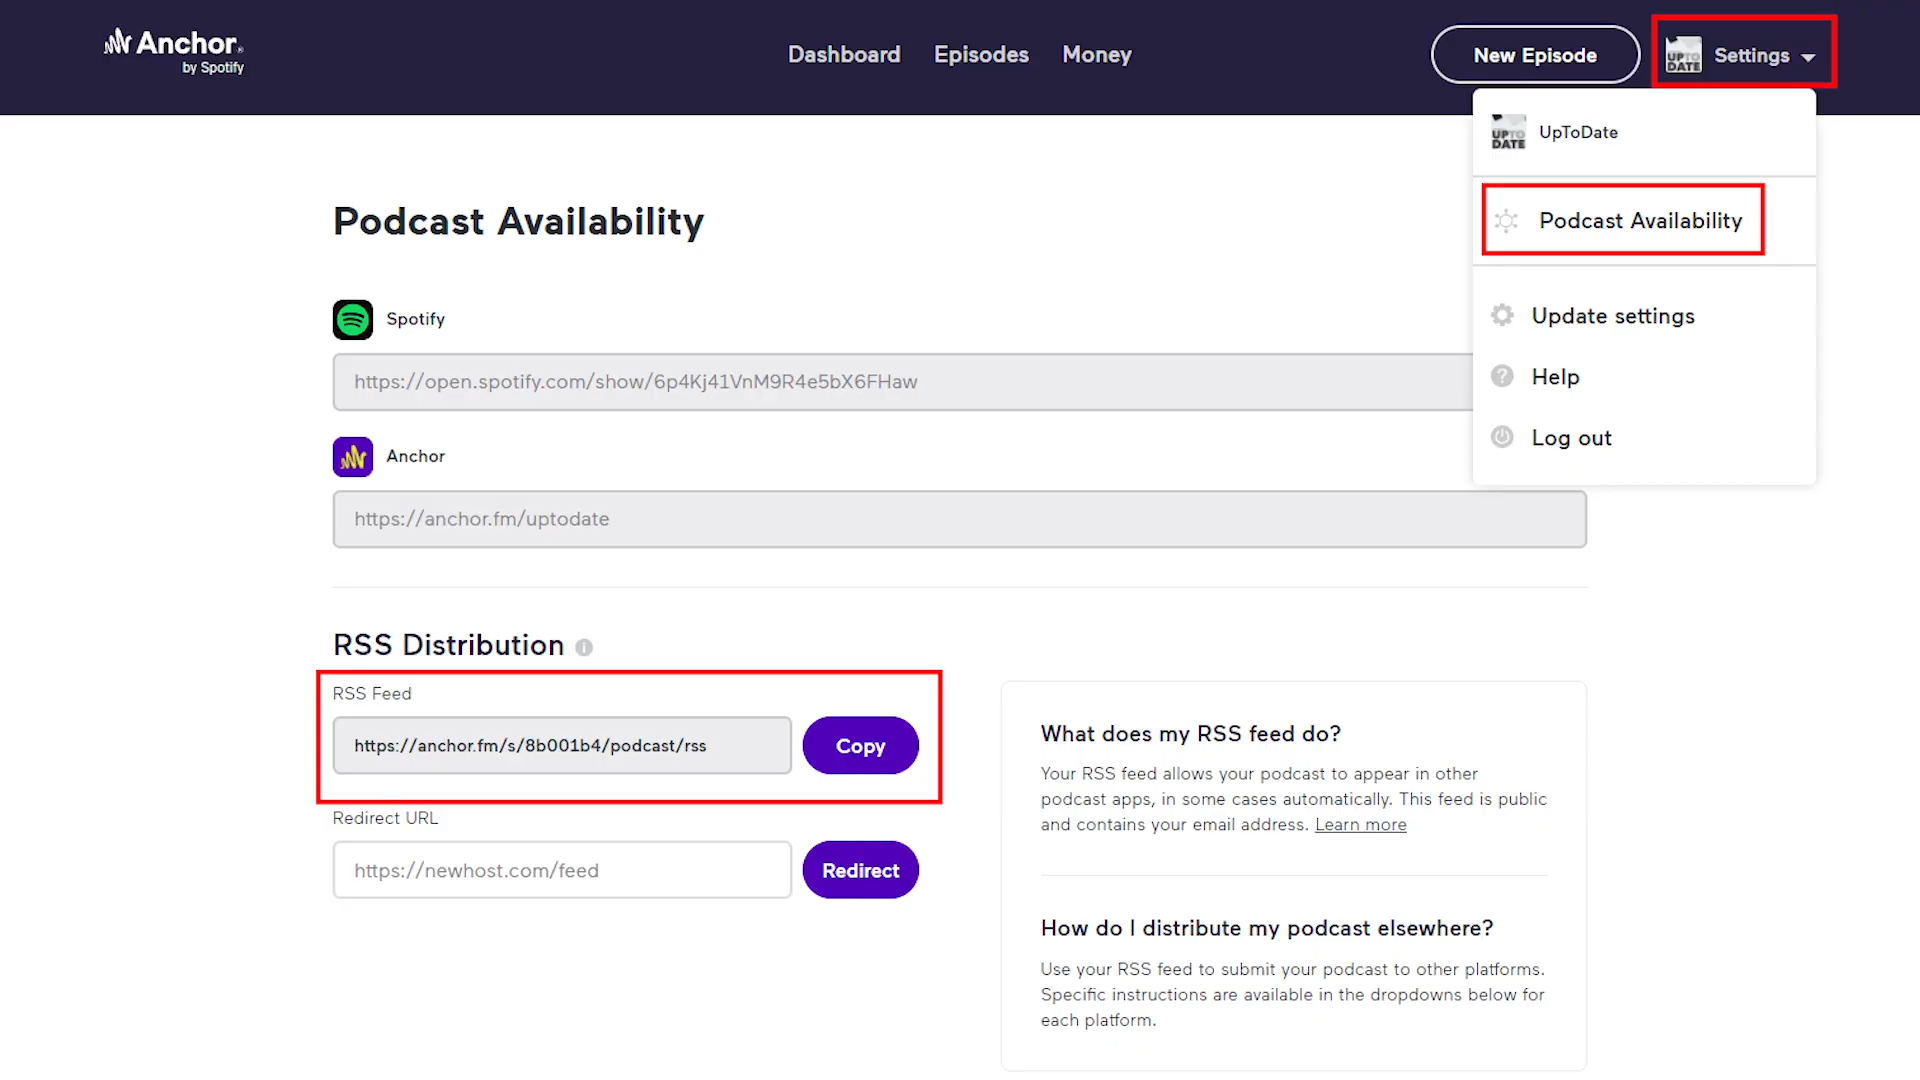 Anchor
by Spotify
Dashboard
Episodes
Money
New Episode
UPTO
DATE
Settings
UPTO
DATE
UpToDate
Podcast Availability
Update settings
Help
Log out
Podcast Availability
Spotify
https://open.spotify.com/show/6p4Kj41VnM9R4e5bX6FHaw
Anchor
https://anchor.fm/uptodate
RSS Distribution
RSS Feed
https://anchor.fm/s/8b001b4/podcast/rss
Copy
Redirect URL
https://newhost.com/feed
Redirect
What does my RSS feed do?
Your RSS feed allows your podcast to appear in other
podcast apps, in some cases automatically. This feed is public
and contains your email address. Learn more
How do I distribute my podcast elsewhere?
Use your RSS feed to submit your podcast to other platforms.
Specific instructions are available in the dropdowns below for
each platform.